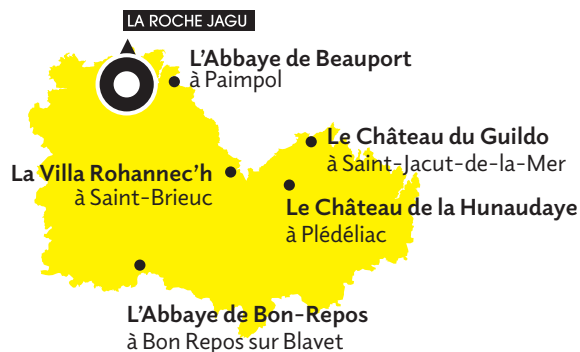 LA ROCHE JAGU
L'Abbaye de Beauport
à Paimpol
Le Château du Guildo
à Saint-Jacut-de-la-Mer
La Villa Rohannec'h
à Saint-Brieuc
Le Château de la Hunaudaye
à Plédéliac
L'Abbaye de Bon-Repos
à Bon Repos sur Blavet